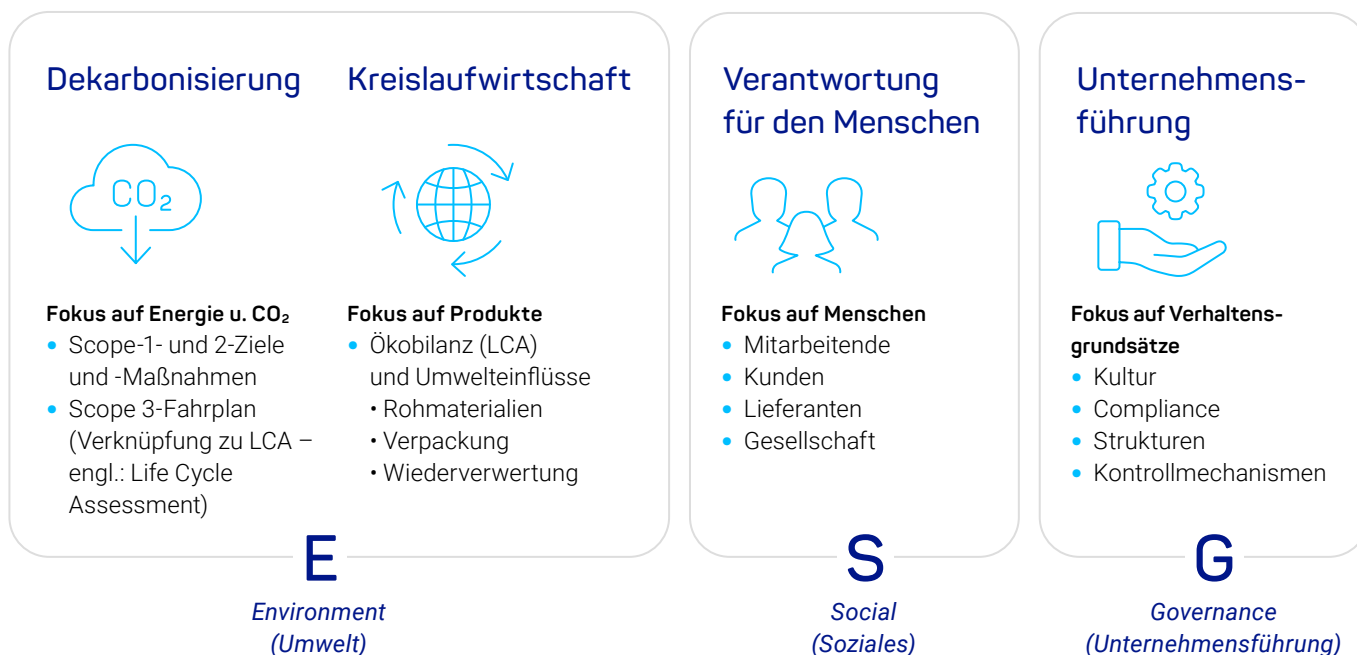 Dekarbonisierung
CO₂
Fokus auf Energie u. CO₂
• Scope-1- und 2-Ziele
und -Maßnahmen
• Scope 3-Fahrplan
(Verknüpfung zu LCA –
engl.: Life Cycle
Assessment)
Kreislaufwirtschaft
Fokus auf Produkte
• Ökobilanz (LCA)
und Umwelteinflüsse
• Rohmaterialien
• Verpackung
• Wiederverwertung
E
Environment
(Umwelt)
Verantwortung
für den Menschen
Fokus auf Menschen
• Mitarbeitende
• Kunden
• Lieferanten
• Gesellschaft
S
Social
(Soziales)
Unternehmens-
führung
Fokus auf Verhaltens-
grundsätze
• Kultur
• Compliance
• Strukturen
• Kontrollmechanismen
G
Governance
(Unternehmensführung)